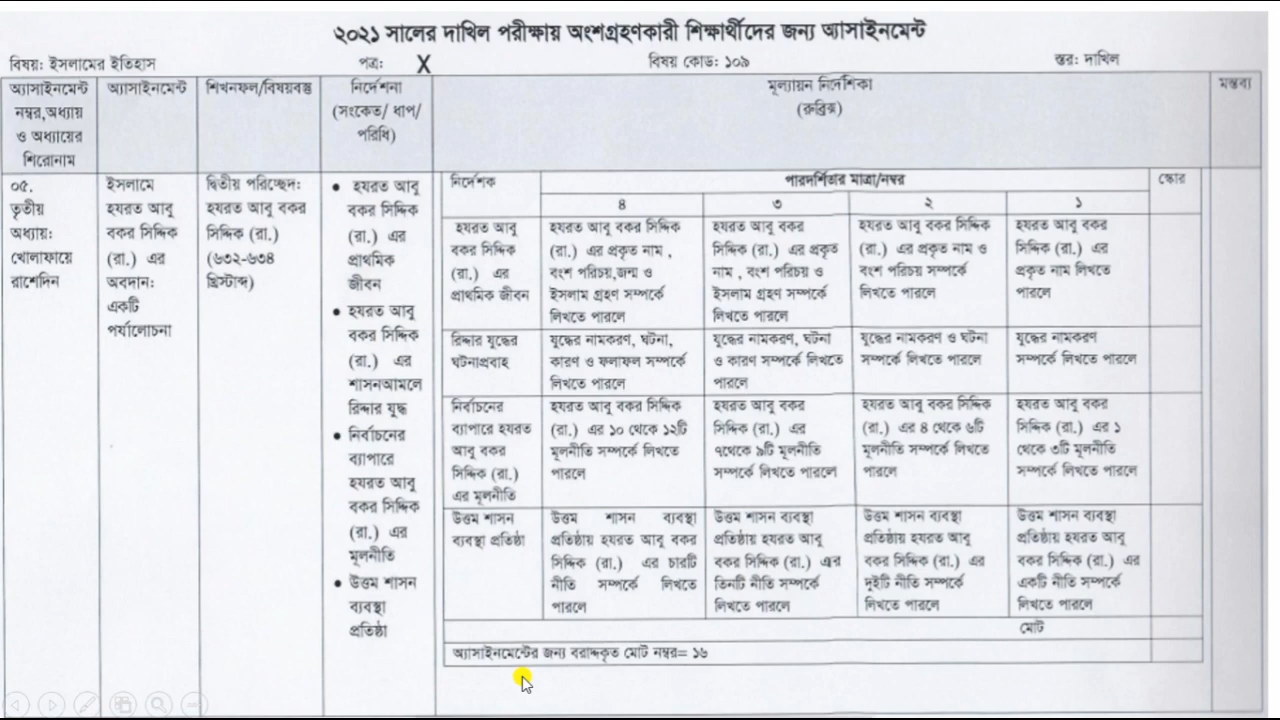 ২০২১ সালের দাখিল পরীক্ষায় অংশগ্রহণকারী শিক্ষার্থীদের জন্য অ্যাসাইনমেন্ট
বিষয়: ইসলামের ইতিহাস
পত্র: X
বিষয় কোড: ১০৯
স্তর: দাখিল
অ্যাসাইনমেন্ট
নম্বর,অধ্যায়
ও অধ্যায়ের
শিরোনাম
অ্যাসাইনমেন্ট
শিখনফল/বিষয়বস্তু
নির্দেশনা
(সংকেত/ ধাপ/
পরিধি)
মূল্যায়ন নির্দেশিকা
(রুব্রিক্স)
মন্তব্য
০৫.
তৃতীয়
অধ্যায়:
খোলাফায়ে
রাশেদিন
ইসলামে
হযরত আবু
বকর সিদ্দিক
(রা.) এর
অবদান:
একটি
পর্যালোচনা
দ্বিতীয় পরিচ্ছেদ:
হযরত আবু বকর
সিদ্দিক (রা.)
(৬৩২-৬৩৪
খ্রিস্টাব্দ)
• হযরত আবু
বকর সিদ্দিক
(রা.) এর
প্রাথমিক
জীবন
• হযরত আবু
বকর সিদ্দিক
(রা.) এর
শাসনআমলে
রিদ্দার যুদ্ধ
• নির্বাচনের
ব্যাপারে
হযরত আবু
বকর সিদ্দিক
(রা.) এর
মূলনীতি
• উত্তম শাসন
ব্যবস্থা
প্রতিষ্ঠা
নির্দেশক
পারদর্শিতার মাত্রা/নম্বর
স্কোর
৪
৩
২
১
হযরত আবু
বকর সিদ্দিক
(রা.) এর
প্রাথমিক জীবন
হযরত আবু বকর সিদ্দিক
(রা.) এর প্রকৃত নাম ,
বংশ পরিচয়,জন্ম ও
ইসলাম গ্রহণ সম্পর্কে
লিখতে পারলে
হযরত আবু বকর
সিদ্দিক (রা.) এর প্রকৃত
নাম , বংশ পরিচয় ও
ইসলাম গ্রহণ সম্পর্কে
লিখতে পারলে
হযরত আবু বকর সিদ্দিক
(রা.) এর প্রকৃত নাম ও
বংশ পরিচয় সম্পর্কে
লিখতে পারলে
হযরত আবু বকর
সিদ্দিক (রা.) এর
প্রকৃত নাম লিখতে
পারলে
রিদ্দার যুদ্ধের
ঘটনাপ্রবাহ
যুদ্ধের নামকরণ, ঘটনা,
কারণ ও ফলাফল সম্পর্কে
লিখতে পারলে
যুদ্ধের নামকরণ, ঘটনা
ও কারণ সম্পর্কে লিখতে
পারলে
যুদ্ধের নামকরণ ও ঘটনা
সম্পর্কে লিখতে পারলে
যুদ্ধের নামকরণ
সম্পর্কে লিখতে পারলে
নির্বাচনের
ব্যাপারে হযরত
আবু বকর
সিদ্দিক (রা.)
এর মূলনীতি
হযরত আবু বকর সিদ্দিক
(রা.) এর ১০ থেকে ১২টি
মূলনীতি সম্পর্কে লিখতে
পারলে
হযরত আবু বকর
সিদ্দিক (রা.) এর
৭থেকে ৯টি মূলনীতি
সম্পর্কে লিখতে পারলে
হযরত আবু বকর সিদ্দিক
(রা.) এর ৪ থেকে ৬টি
মূলনীতি সম্পর্কে লিখতে
পারলে
হযরত আবু বকর
সিদ্দিক (রা.) এর ১
থেকে ৩টি মূলনীতি
সম্পর্কে লিখতে পারলে
উত্তম শাসন
ব্যবস্থা প্রতিষ্ঠা
উত্তম শাসন ব্যবস্থা
প্রতিষ্ঠায় হযরত আবু বকর
সিদ্দিক (রা.) এর চারটি
নীতি সম্পর্কে লিখতে
পারলে
উত্তম শাসন ব্যবস্থা
প্রতিষ্ঠায় হযরত আবু
বকর সিদ্দিক (রা.) এর
তিনটি নীতি সম্পর্কে
লিখতে পারলে
উত্তম শাসন ব্যবস্থা
প্রতিষ্ঠায় হযরত আবু
বকর সিদ্দিক (রা.) এর
দুইটি নীতি সম্পর্কে
লিখতে পারলে
উত্তম শাসন ব্যবস্থা
প্রতিষ্ঠায় হযরত আবু
বকর সিদ্দিক (রা.) এর
একটি নীতি সম্পর্কে
লিখতে পারলে
মোট
অ্যাসাইনমেন্টের জন্য বরাদ্দকৃত মোট নম্বর= ১৬